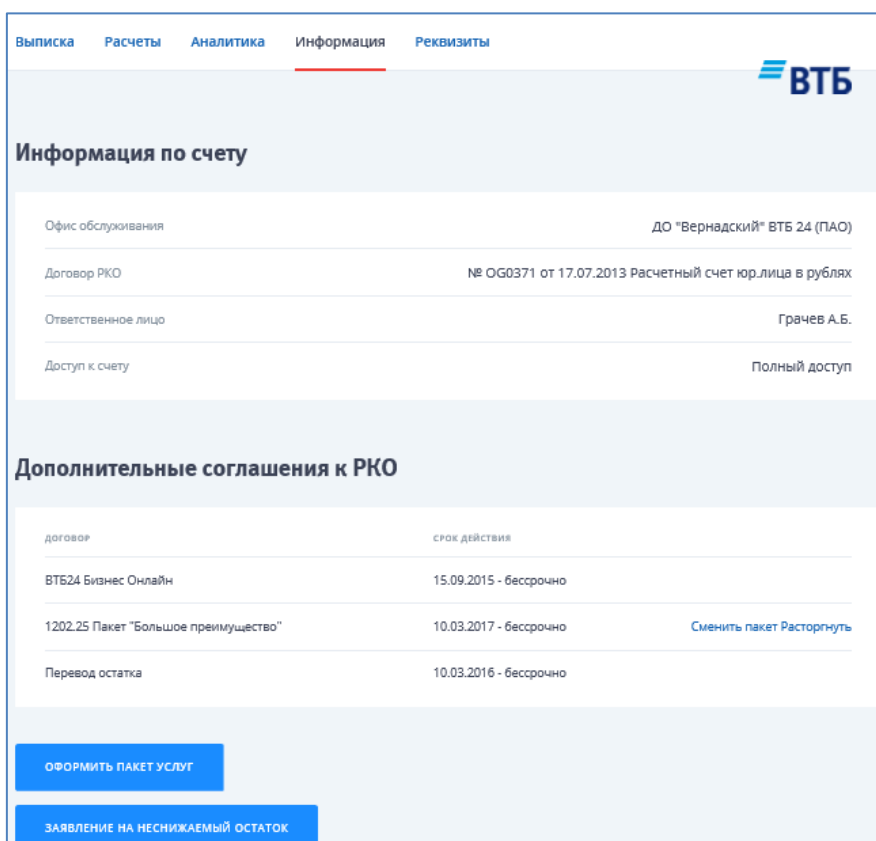 Выписка Расчеты Аналитика Информация Реквизиты
ВТБ
Информация по счету
Офис обслуживания ДО "Вернадский" ВТБ 24 (ПАО)
Договор РКО № OG0371 от 17.07.2013 Расчетный счет юр.лица в рублях
Ответственное лицо Грачев А.Б.
Доступ к счету Полный доступ
Дополнительные соглашения к РКО
ДОГОВОР СРОК ДЕЙСТВИЯ
ВТБ24 Бизнес Онлайн 15.09.2015 - бессрочно
1202.25 Пакет "Большое преимущество" 10.03.2017 - бессрочно Сменить пакет Расторгнуть
Перевод остатка 10.03.2016 - бессрочно
ОФОРМИТЬ ПАКЕТ УСЛУГ
ЗАЯВЛЕНИЕ НА НЕСНИЖАЕМЫЙ ОСТАТОК